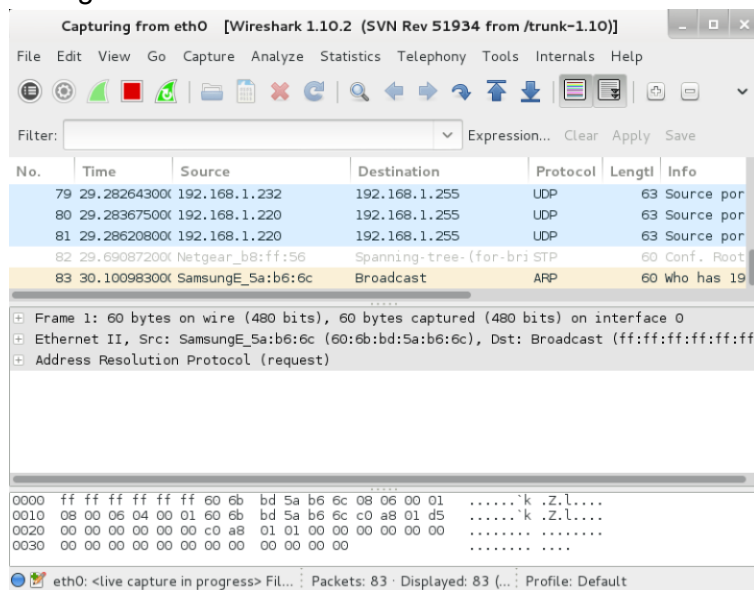 Capturing from eth0 [Wireshark 1.10.2 (SVN Rev 51934 from /trunk-1.10)]
File Edit View Go Capture Analyze Statistics Telephony Tools Internals Help
Filter: Expression... Clear Apply Save
No. Time Source Destination Protocol Lengtl Info
79 29.28264300( 192.168.1.232 192.168.1.255 UDP 63 Source por
80 29.28367500( 192.168.1.220 192.168.1.255 UDP 63 Source por
81 29.28620800( 192.168.1.220 192.168.1.255 UDP 63 Source por
82 29.69087200( Netgear_b8:ff:56 Spanning-tree-(for-bri STP 60 Conf. Root
83 30.10098300( SamsungE_5a:b6:6c Broadcast ARP 60 Who has 19
Frame 1: 60 bytes on wire (480 bits), 60 bytes captured (480 bits) on interface 0
Ethernet II, Src: SamsungE_5a:b6:6c (60:6b:bd:5a:b6:6c), Dst: Broadcast (ff:ff:ff:ff:ff:ff
Address Resolution Protocol (request)
0000 ff ff ff ff ff ff 60 6b bd 5a b6 6c 08 06 00 01 ......`k .Z.l....
0010 08 00 06 04 00 01 60 6b bd 5a b6 6c c0 a8 01 d5 ......`k .Z.l....
0020 00 00 00 00 00 00 c0 a8 01 01 00 00 00 00 00 00 ........ ........
0030 00 00 00 00 00 00 00 00 00 00 00 00 ........ ....
eth0: <live capture in progress> Fil... Packets: 83 · Displayed: 83 (... Profile: Default